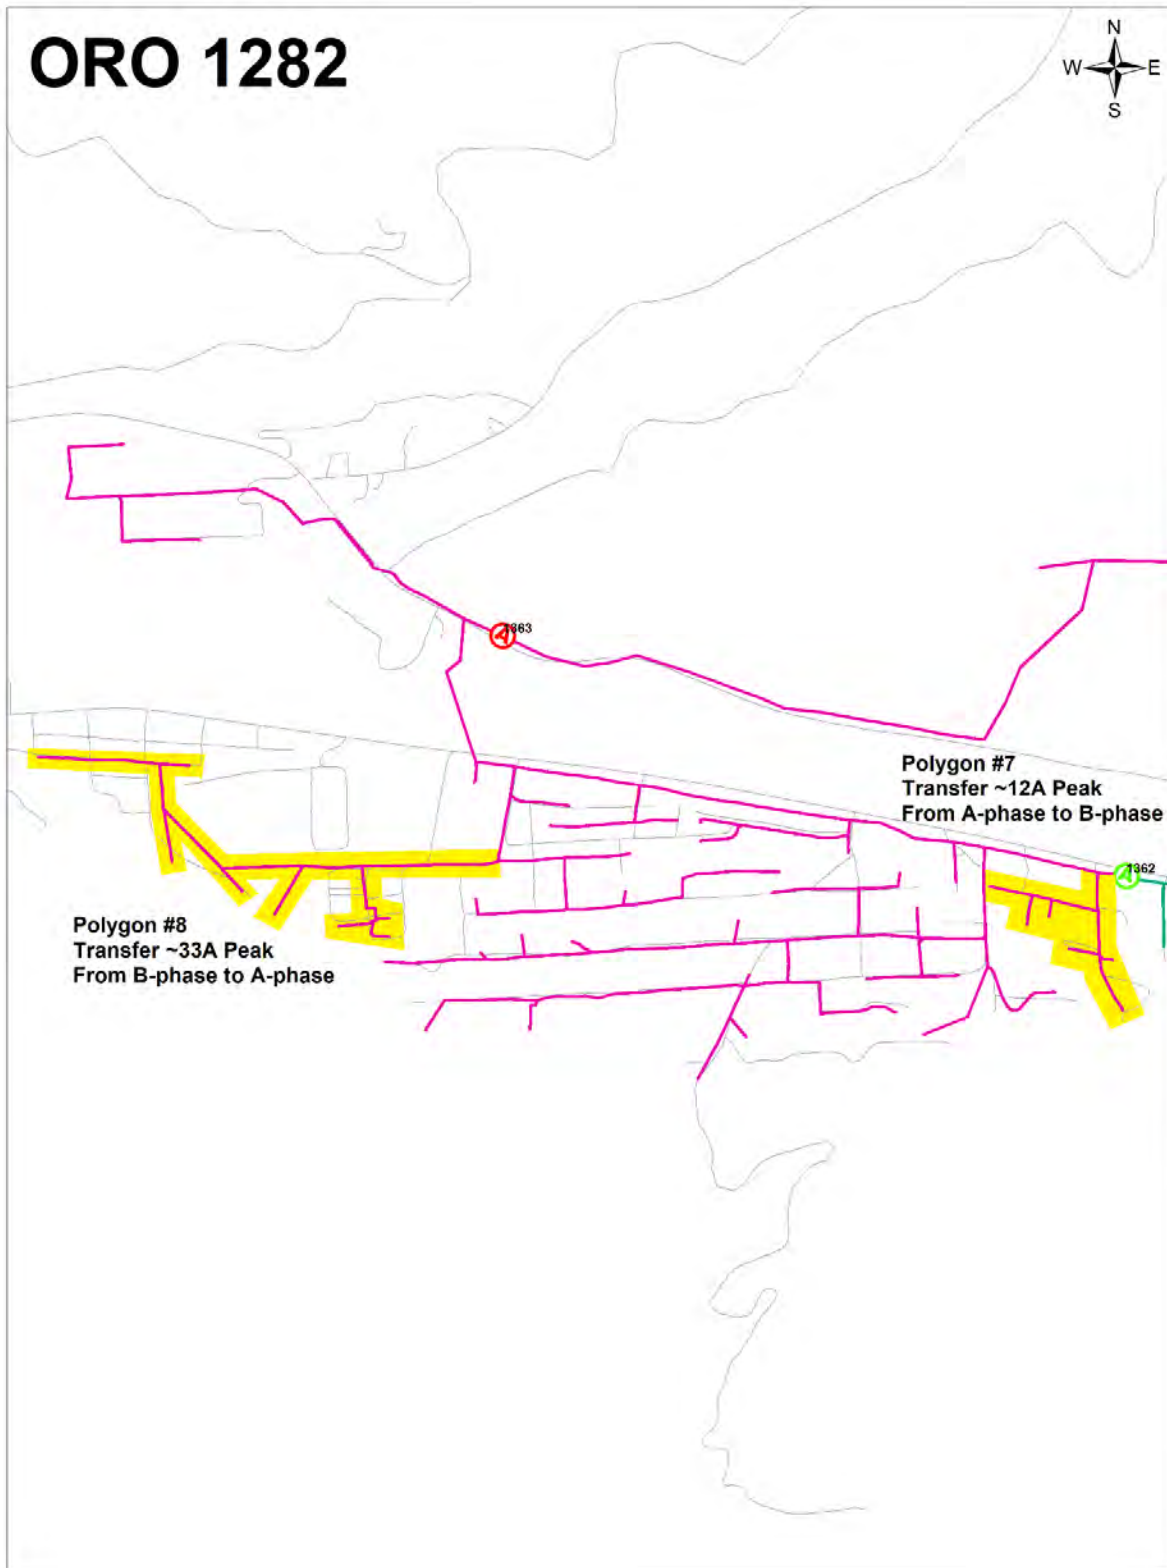 ORO 1282
N
W E
S
1363
Polygon #7
Transfer ~12A Peak
From A-phase to B-phase
1362
Polygon #8
Transfer ~33A Peak
From B-phase to A-phase